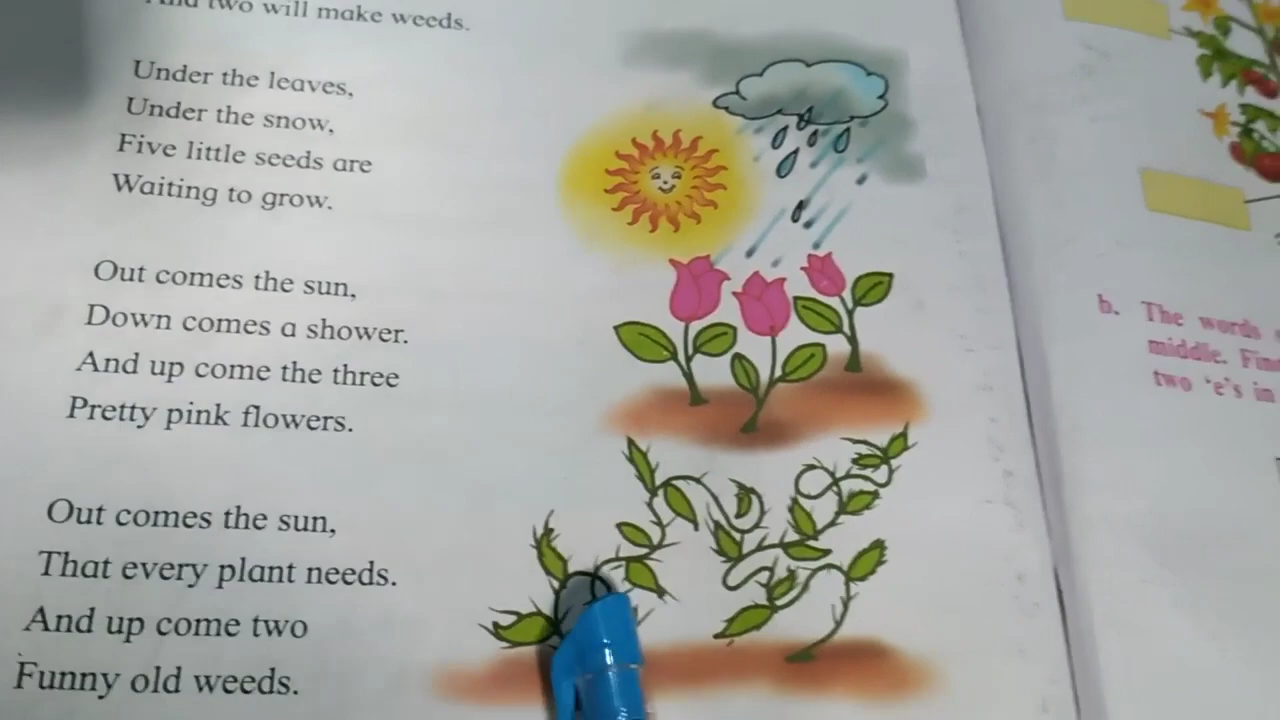 And two will make weeds.
Under the leaves,
Under the snow,
Five little seeds are
Waiting to grow.
Out comes the sun,
Down comes a shower.
And up come the three
Pretty pink flowers.
Out comes the sun,
That every plant needs.
And up come two
Funny old weeds.
b. The words
middle.
two 'e's in